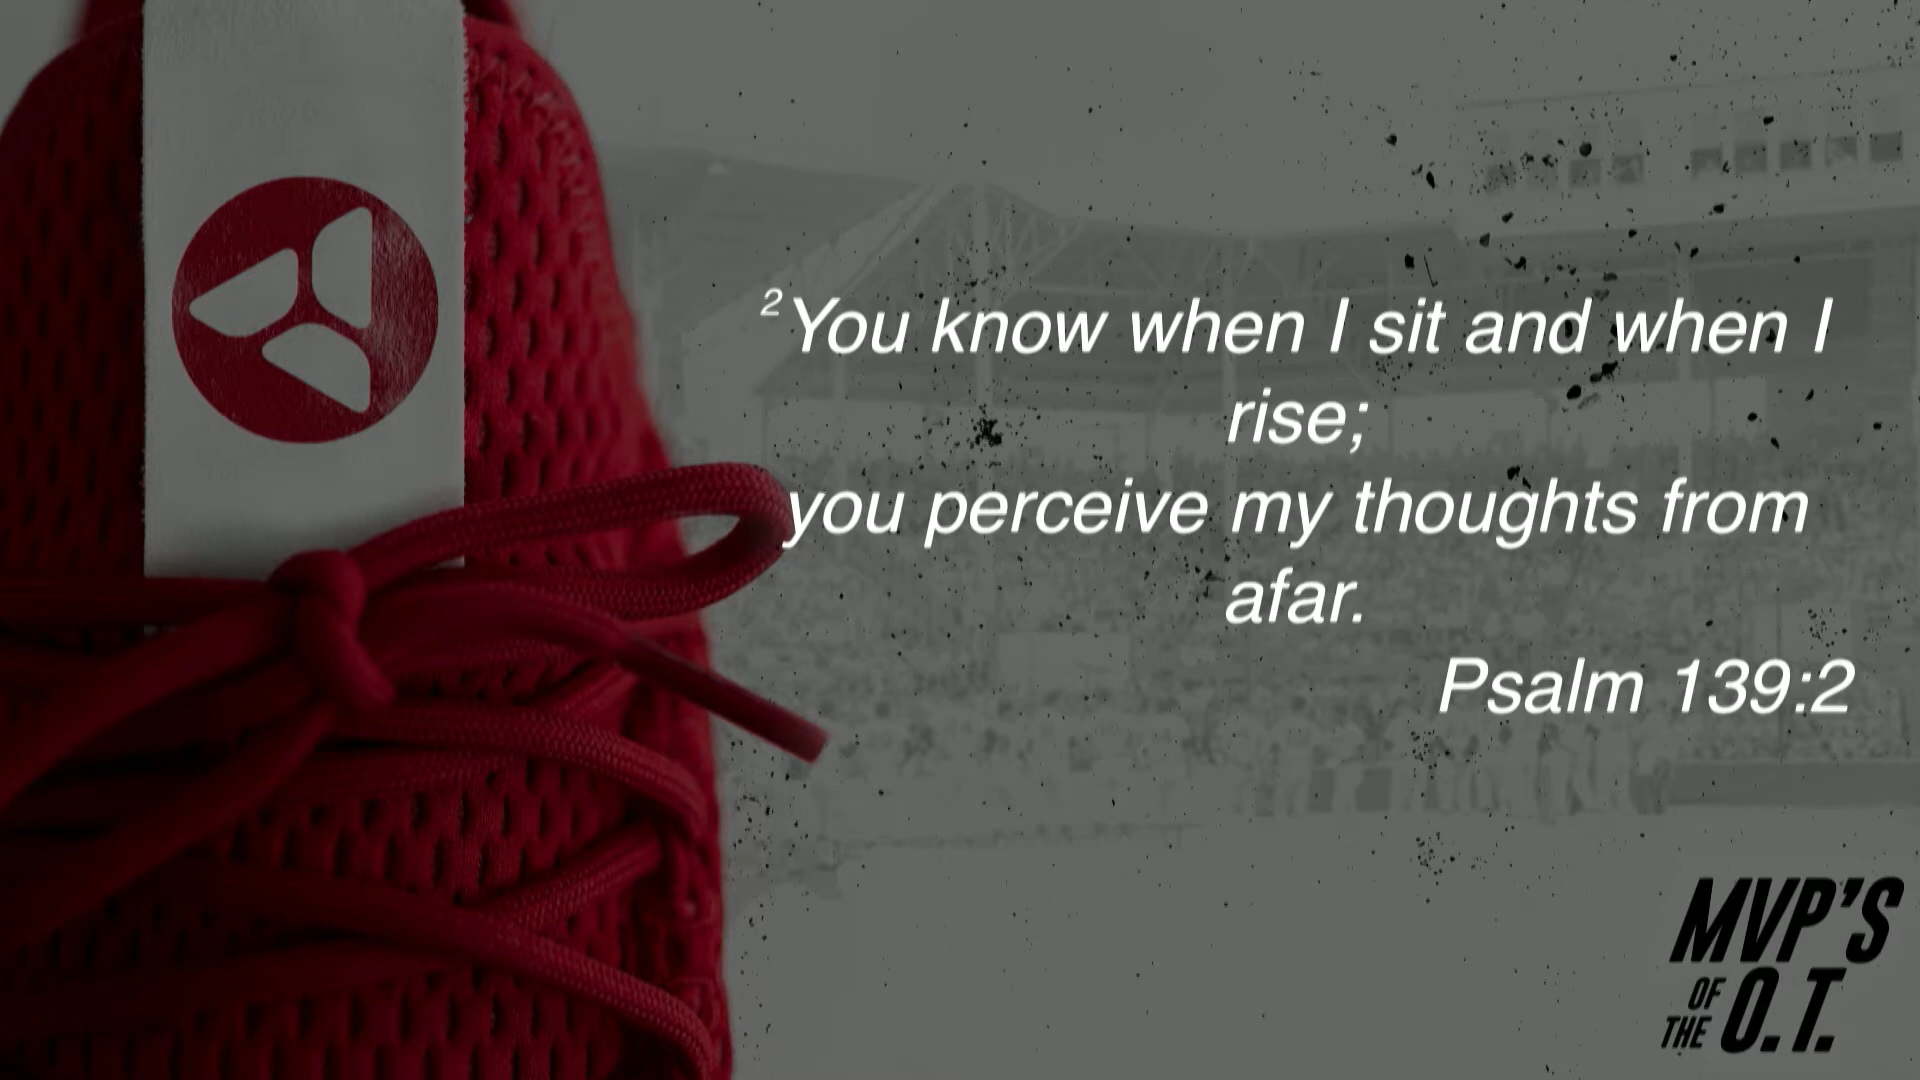 ²You know when I sit and when I
rise;
you perceive my thoughts from
afar.
Psalm 139:2
MVP'S
OF
THE O.T.